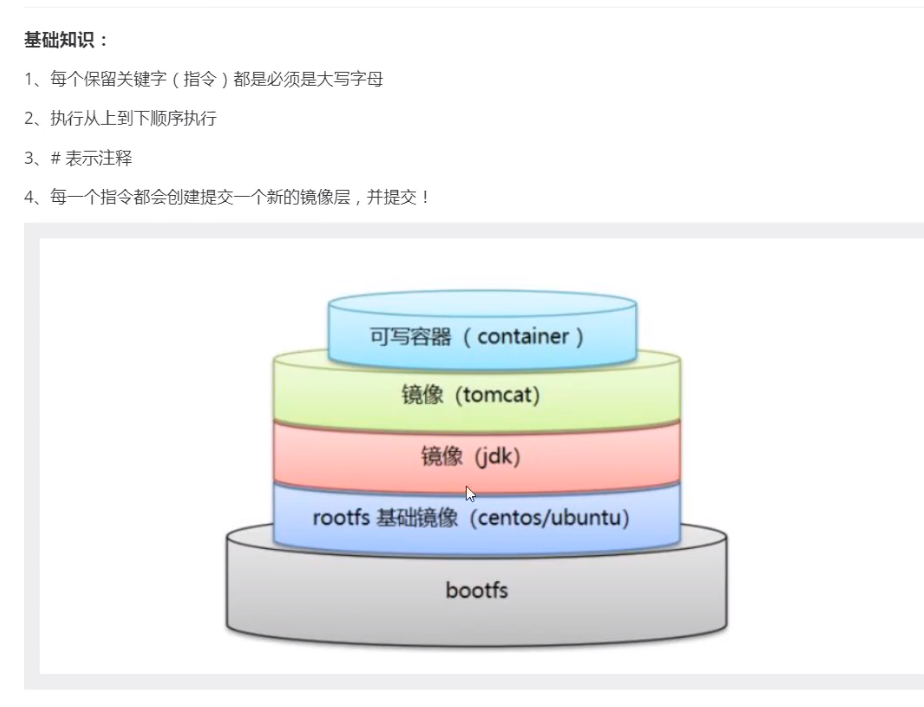 基础知识：
1、每个保留关键字（指令）都是必须是大写字母
2、执行从上到下顺序执行
3、# 表示注释
4、每一个指令都会创建提交一个新的镜像层，并提交！
可写容器（container）
镜像（tomcat）
镜像（jdk）
rootfs 基础镜像（centos/ubuntu）
bootfs